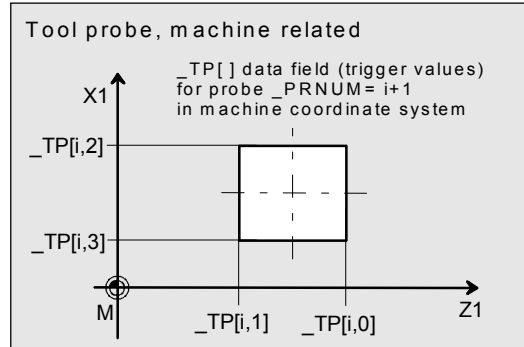 Tool probe, machine related
_TP[ ] data field (trigger values)
for probe _PRNUM= i+1
in machine coordinate system
X1
_TP[i,2]
_TP[i,3]
M
_TP[i,1]
_TP[i,0]
Z1